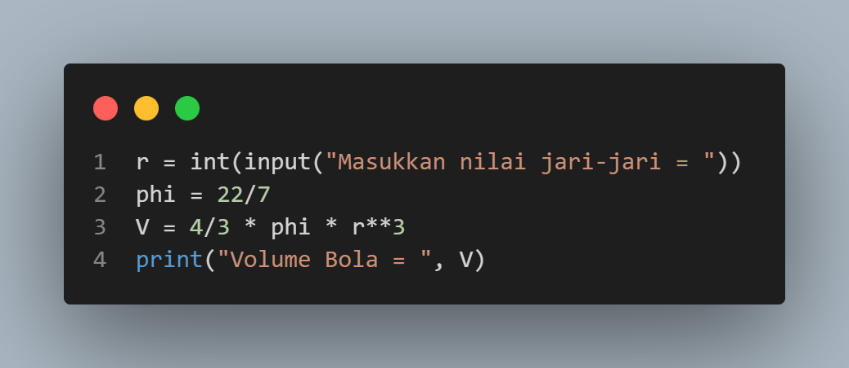 1 r = int(input("Masukkan nilai jari-jari = "))
2 phi = 22/7
3 V = 4/3 * phi * r**3
4 print("Volume Bola = ", V)